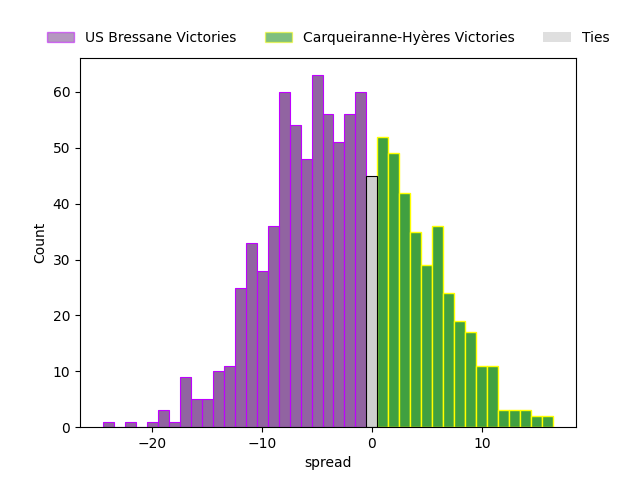 US Bressane Victories
Carqueiranne-Hyères Victories
Ties
60
50
40
30
20
10
0
Count
−20
−10
0
10
spread